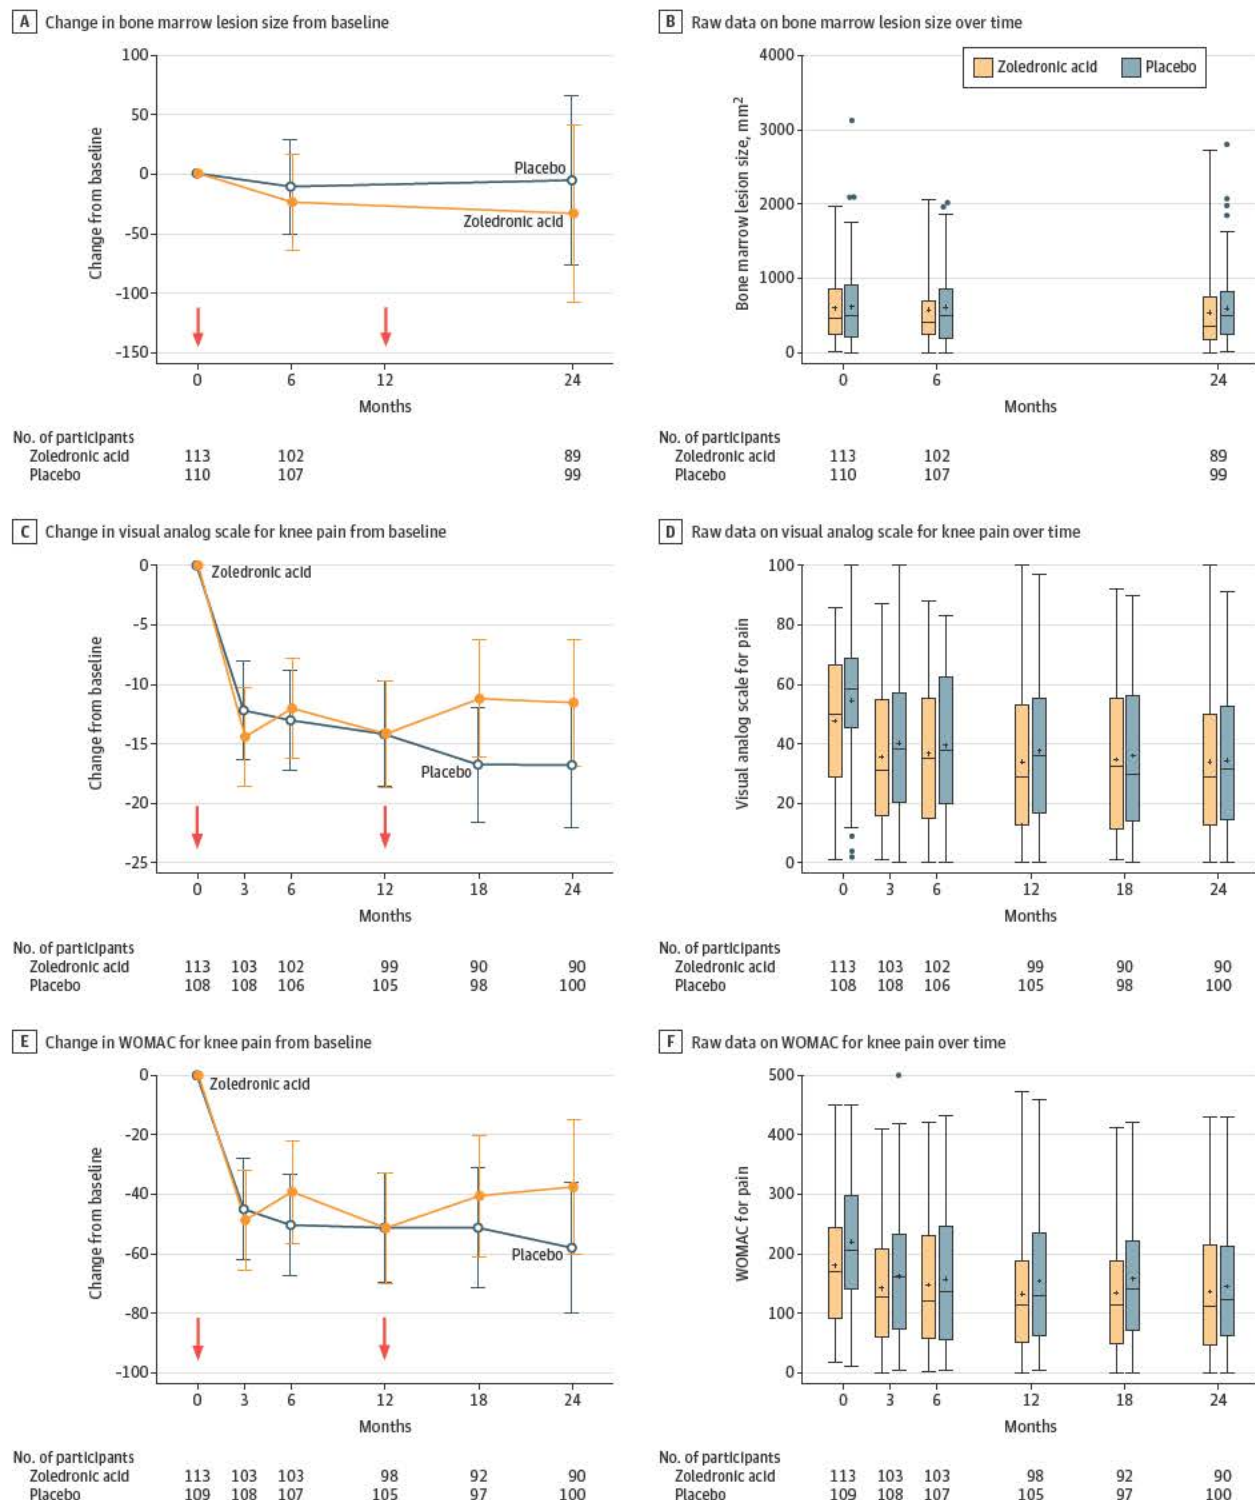 A Change in bone marrow lesion size from baseline
100
50
0
-50
-100
-150
Change from baseline
Placebo
Zoledronic acid
0 6 12 24
Months
No. of participants
Zoledronic acid 113 102 89
Placebo 110 107 99
B Raw data on bone marrow lesion size over time
4000
3000
2000
1000
0
Bone marrow lesion size, mm²
Zoledronic acid Placebo
0 6 24
Months
No. of participants
Zoledronic acid 113 102 89
Placebo 110 107 99
C Change in visual analog scale for knee pain from baseline
0
-5
-10
-15
-20
-25
Change from baseline
Zoledronic acid
Placebo
0 3 6 12 18 24
Months
No. of participants
Zoledronic acid 113 103 102 99 90 90
Placebo 108 108 106 105 98 100
D Raw data on visual analog scale for knee pain over time
100
80
60
40
20
0
Visual analog scale for pain
0 3 6 12 18 24
Months
No. of participants
Zoledronic acid 113 103 102 99 90 90
Placebo 108 108 106 105 98 100
E Change in WOMAC for knee pain from baseline
0
-20
-40
-60
-80
-100
Change from baseline
Zoledronic acid
Placebo
0 3 6 12 18 24
Months
No. of participants
Zoledronic acid 113 103 103 98 92 90
Placebo 109 108 107 105 97 100
F Raw data on WOMAC for knee pain over time
500
400
300
200
100
0
WOMAC for pain
0 3 6 12 18 24
Months
No. of participants
Zoledronic acid 113 103 103 98 92 90
Placebo 109 108 107 105 97 100